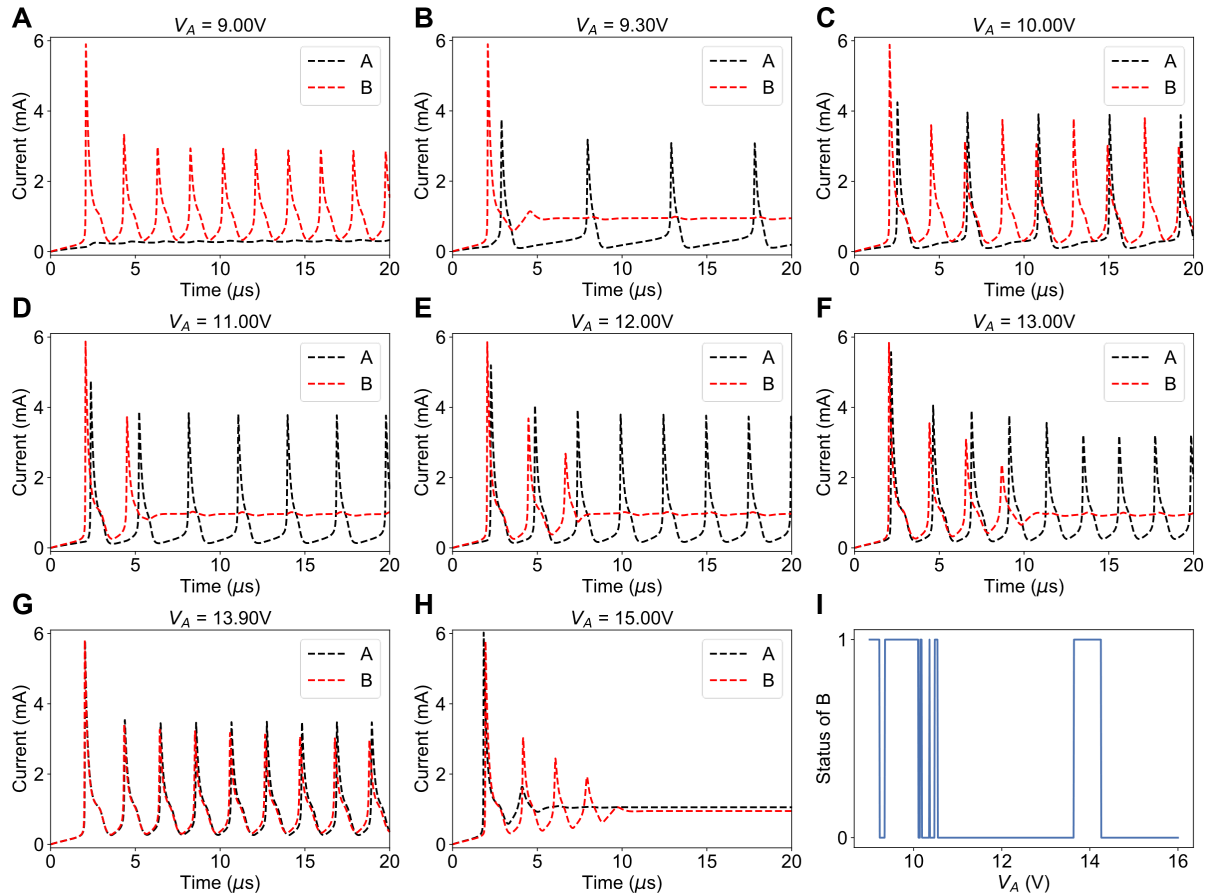 A
V_A = 9.00V
6
4
2
0
Current (mA)
0 5 10 15 20
Time (μs)
A
B
B
V_A = 9.30V
6
4
2
0
Current (mA)
0 5 10 15 20
Time (μs)
A
B
C
V_A = 10.00V
6
4
2
0
Current (mA)
0 5 10 15 20
Time (μs)
A
B
D
V_A = 11.00V
6
4
2
0
Current (mA)
0 5 10 15 20
Time (μs)
A
B
E
V_A = 12.00V
6
4
2
0
Current (mA)
0 5 10 15 20
Time (μs)
A
B
F
V_A = 13.00V
6
4
2
0
Current (mA)
0 5 10 15 20
Time (μs)
A
B
G
V_A = 13.90V
6
4
2
0
Current (mA)
0 5 10 15 20
Time (μs)
A
B
H
V_A = 15.00V
6
4
2
0
Current (mA)
0 5 10 15 20
Time (μs)
A
B
I
1
0
Status of B
10 12 14 16
V_A (V)